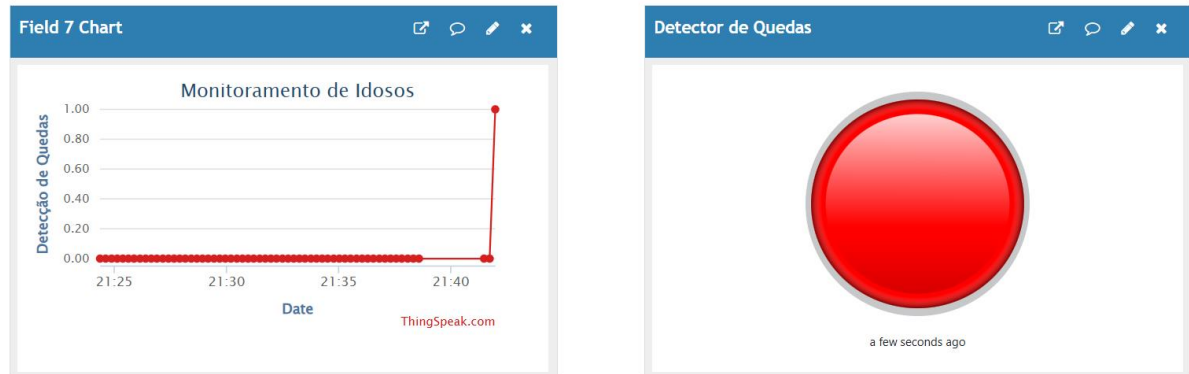 Field 7 Chart
Monitoramento de Idosos
Detecção de Quedas
1.00
0.80
0.60
0.40
0.20
0.00
21:25 21:30 21:35 21:40
Date
ThingSpeak.com
Detector de Quedas
a few seconds ago